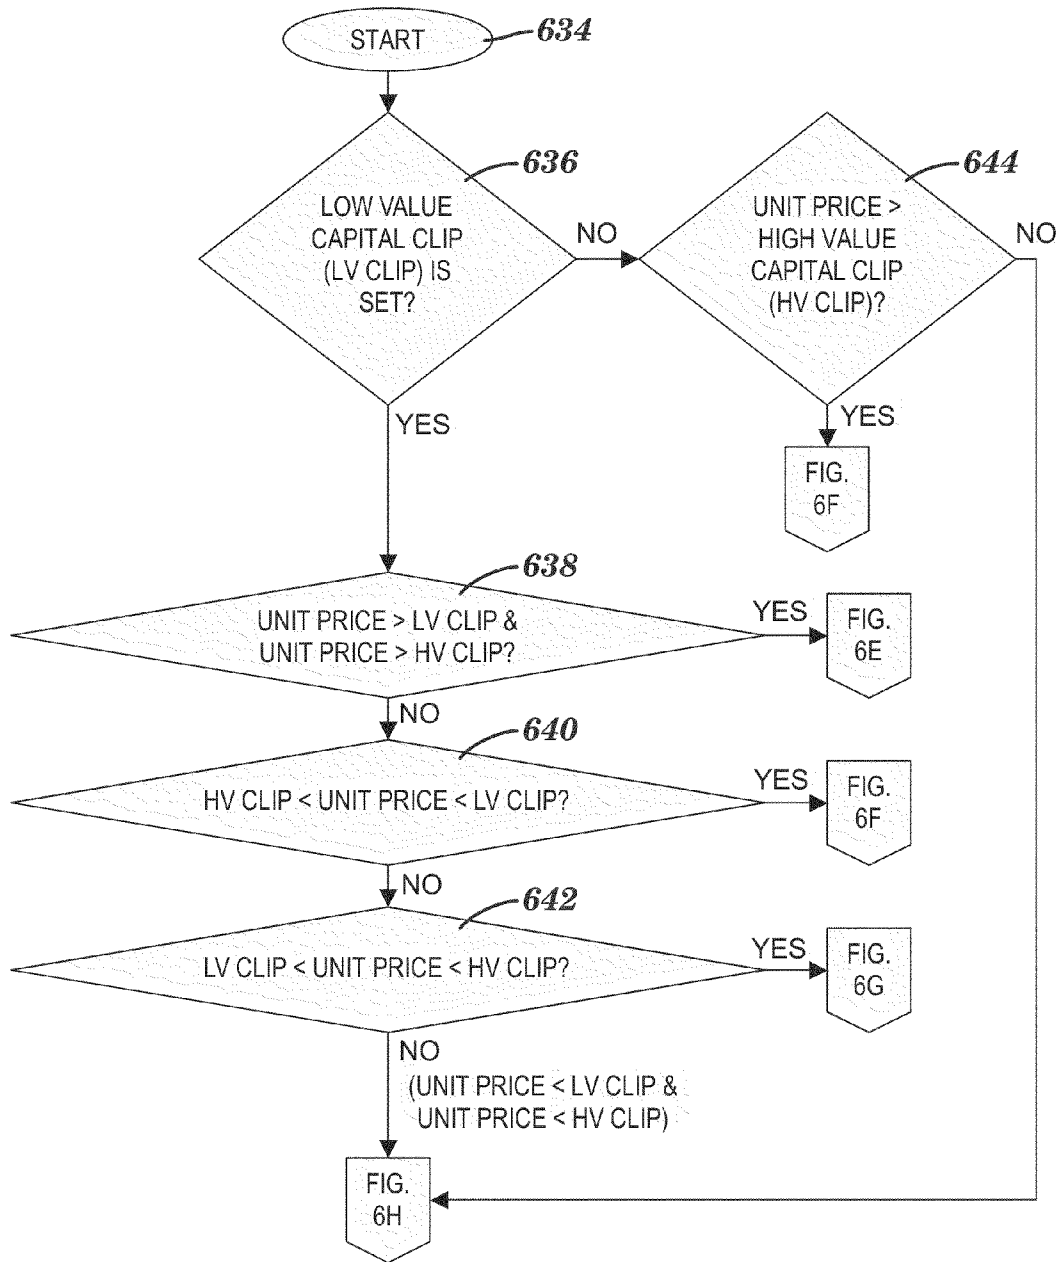 START
634
636
LOW VALUE
CAPITAL CLIP
(LV CLIP) IS
SET?
NO
YES
644
UNIT PRICE >
HIGH VALUE
CAPITAL CLIP
(HV CLIP)?
NO
YES
FIG.
6F
638
UNIT PRICE > LV CLIP &
UNIT PRICE > HV CLIP?
YES
FIG.
6E
NO
640
HV CLIP < UNIT PRICE < LV CLIP?
YES
FIG.
6F
NO
642
LV CLIP < UNIT PRICE < HV CLIP?
YES
FIG.
6G
NO
(UNIT PRICE < LV CLIP &
UNIT PRICE < HV CLIP)
FIG.
6H